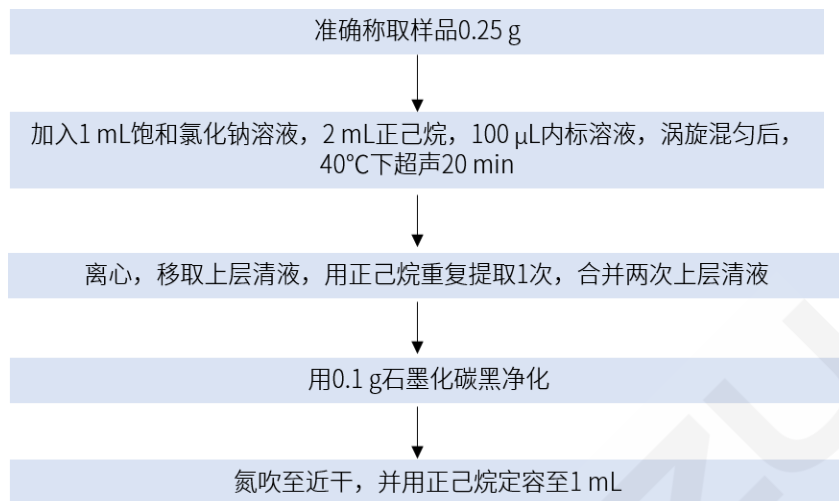 准确称取样品0.25 g
加入1 mL饱和氯化钠溶液，2 mL正己烷，100 μL内标溶液，涡旋混匀后，
40℃下超声20 min
离心，移取上层清液，用正己烷重复提取1次，合并两次上层清液
用0.1 g石墨化碳黑净化
氮吹至近干，并用正己烷定容至1 mL